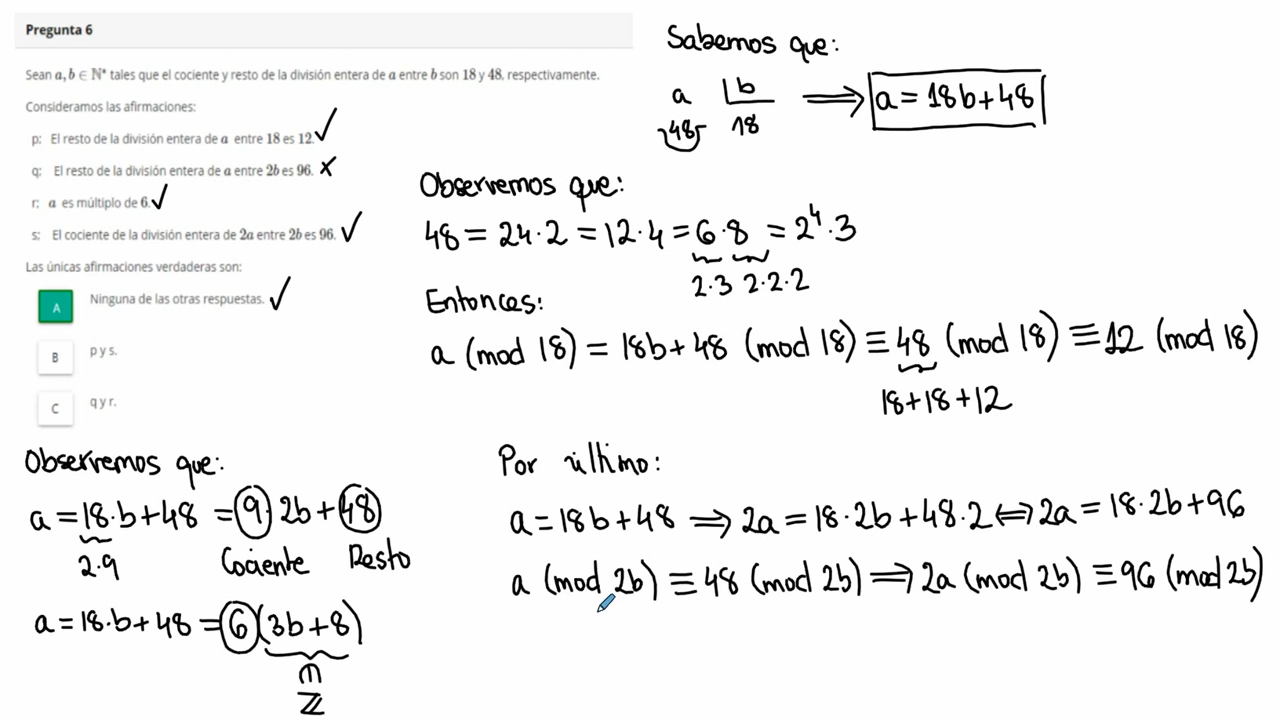 Pregunta 6
Sean a, b ∈ ℕ* tales que el cociente y resto de la división entera de a entre b son 18 y 48, respectivamente.
Consideramos las afirmaciones:
p: El resto de la división entera de a entre 18 es 12. ✓
q: El resto de la división entera de a entre 2b es 96. ✗
r: a es múltiplo de 6. ✓
s: El cociente de la división entera de 2a entre 2b es 96. ✓
Las únicas afirmaciones verdaderas son:
A Ninguna de las otras respuestas. ✓
B p y s.
C q y r.
Sabemos que:
a |b ⟹ a = 18b+48
48 18
Observemos que:
48 = 24·2 = 12·4 = 6·8 = 2⁴·3
2·3 2·2·2
Entonces:
a (mod 18) = 18b+48 (mod 18) ≡ 48 (mod 18) ≡ 12 (mod 18)
18+18+12
Observemos que:
a = 18·b+48 = 9·2b+48
2·9 Cociente Resto
a = 18·b+48 = 6(3b+8)
∈
ℤ
Por último:
a = 18b+48 ⟹ 2a = 18·2b+48·2 ⟺ 2a = 18·2b+96
a (mod 2b) ≡ 48 (mod 2b) ⟹ 2a (mod 2b) ≡ 96 (mod 2b)